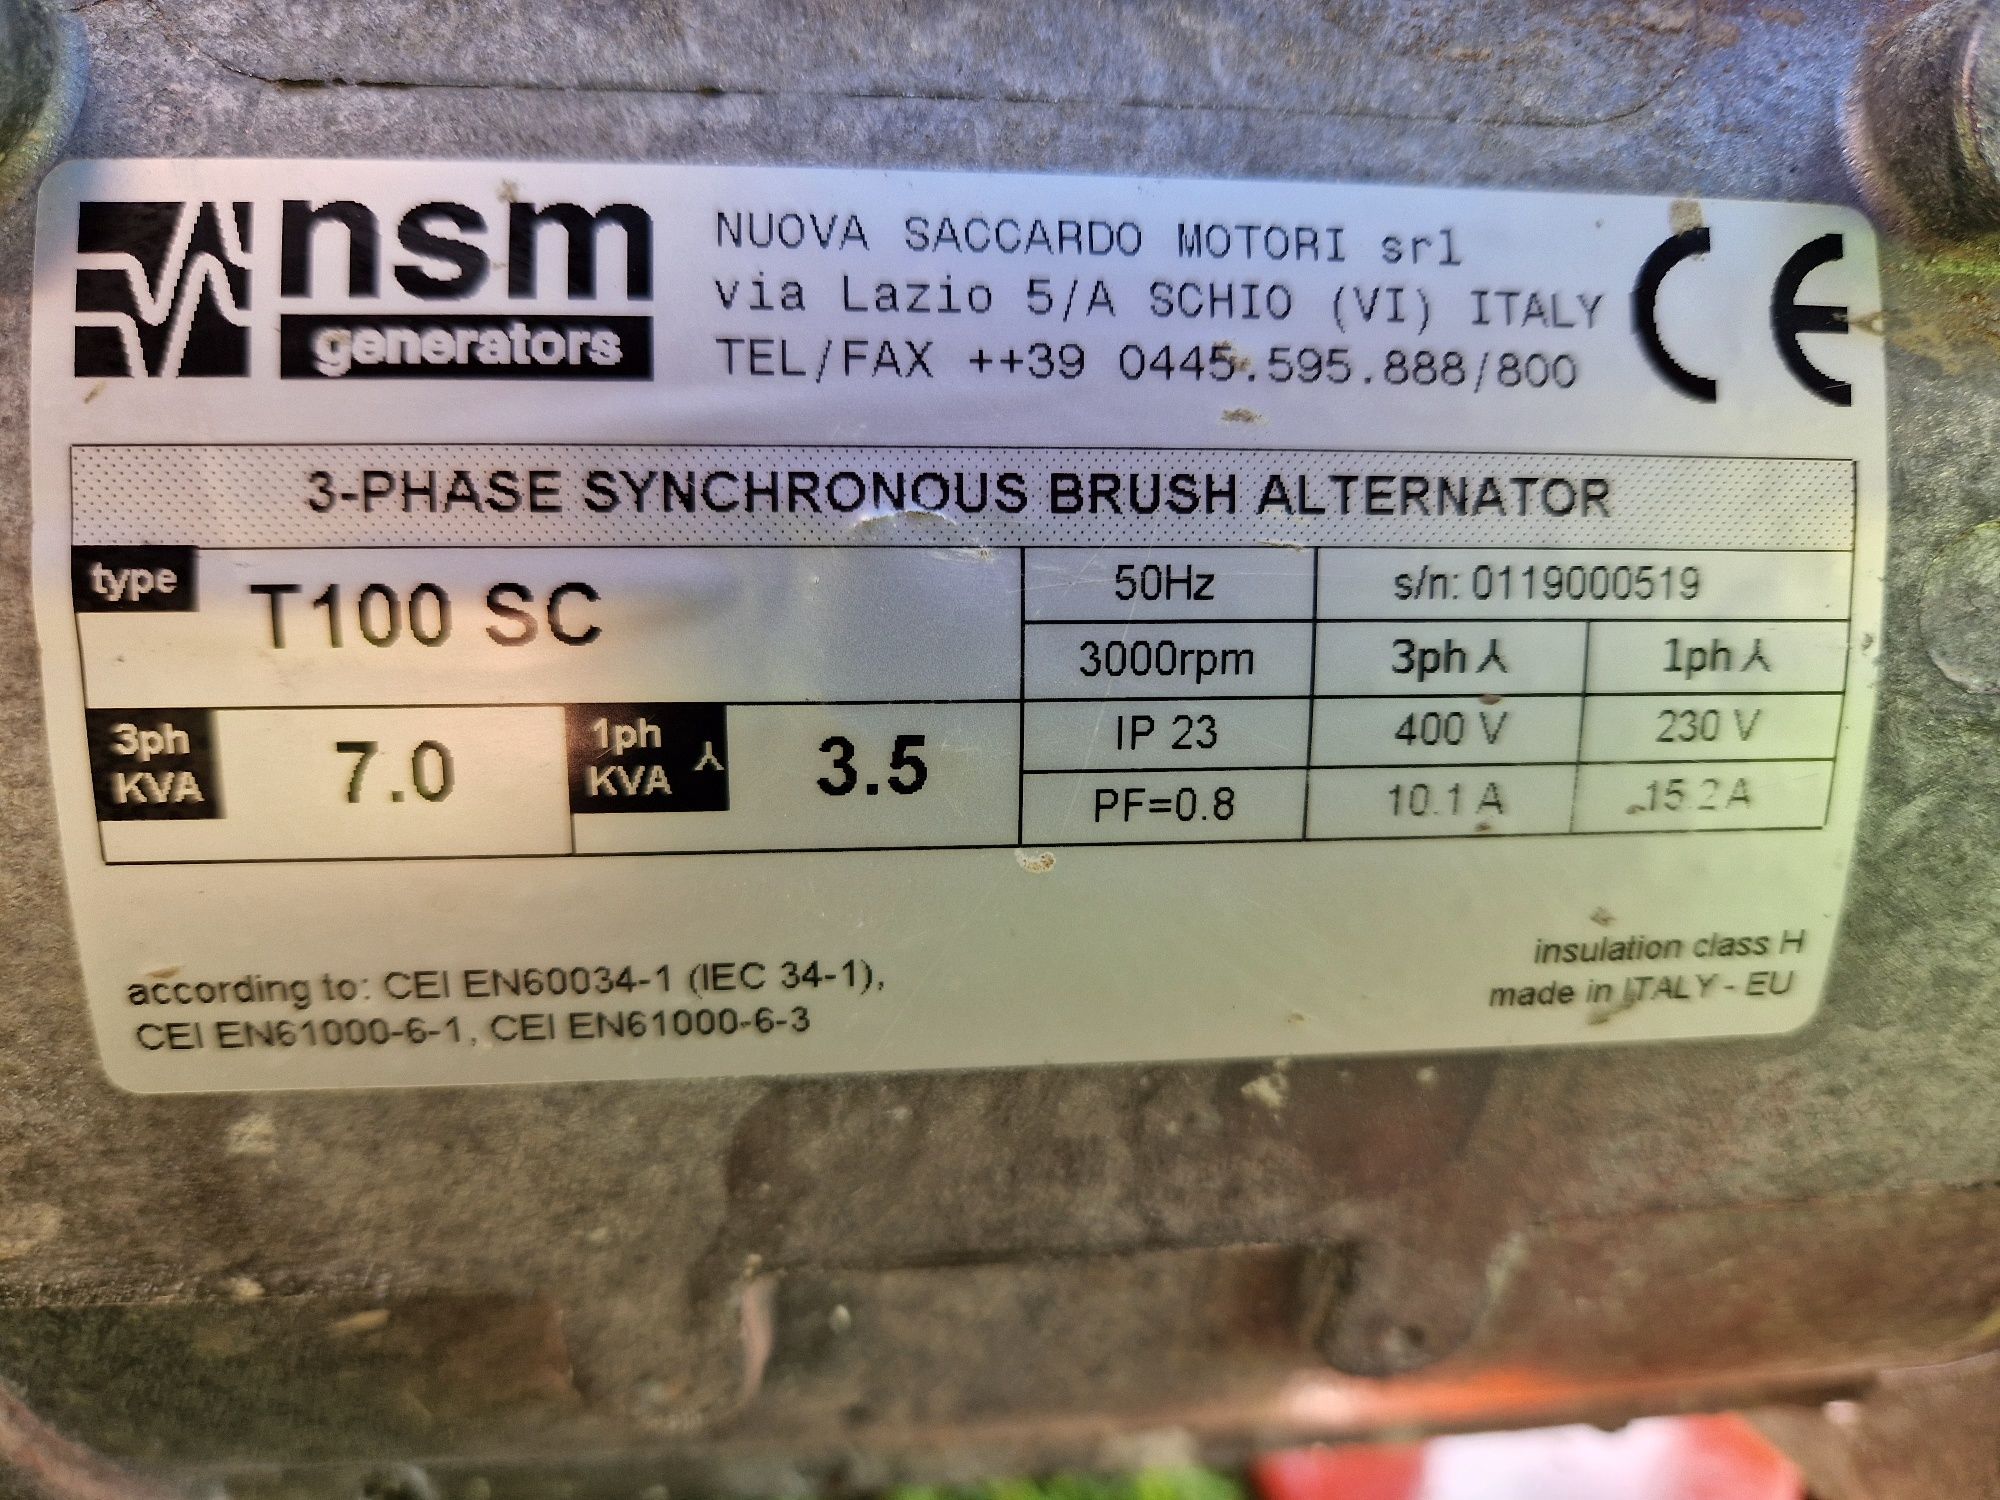 nsm
generators
NUOVA SACCARDO MOTORI srl
via Lazio 5/A SCHIO (VI) ITALY
TEL/FAX ++39 0445.595.888/800
CE
3-PHASE SYNCHRONOUS BRUSH ALTERNATOR
type T100 SC
50Hz s/n: 0119000519
3000rpm 3ph 1ph
3ph KVA 7.0 1ph KVA 3.5
IP 23 400 V 230 V
PF=0.8 10.1 A 15.2 A
insulation class H
made in ITALY - EU
according to: CEI EN60034-1 (IEC 34-1),
CEI EN61000-6-1, CEI EN61000-6-3